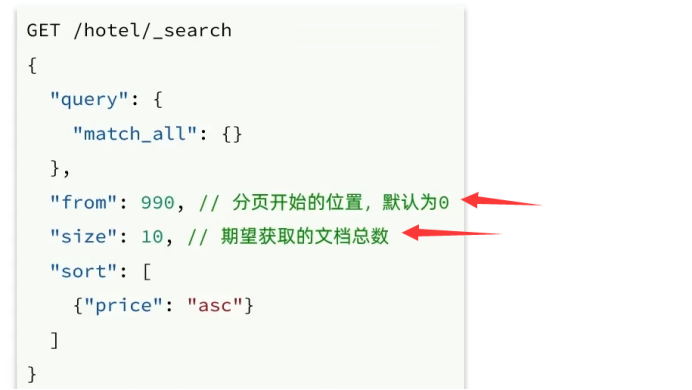 GET /hotel/_search
{
"query": {
"match_all": {}
},
"from": 990, // 分页开始的位置，默认为0
"size": 10, // 期望获取的文档总数
"sort": [
{"price": "asc"}
]
}